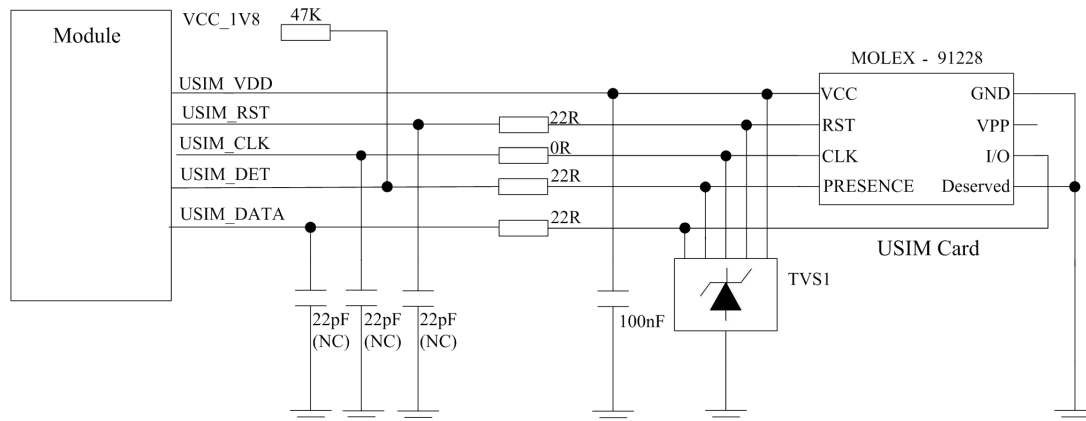 Module
VCC_1V8
47K
MOLEX - 91228
USIM_VDD
VCC
GND
USIM_RST
22R
RST
VPP
USIM_CLK
0R
CLK
I/O
USIM_DET
22R
PRESENCE
Deserved
USIM_DATA
22R
USIM Card
TVS1
22pF
(NC)
22pF
(NC)
22pF
(NC)
100nF